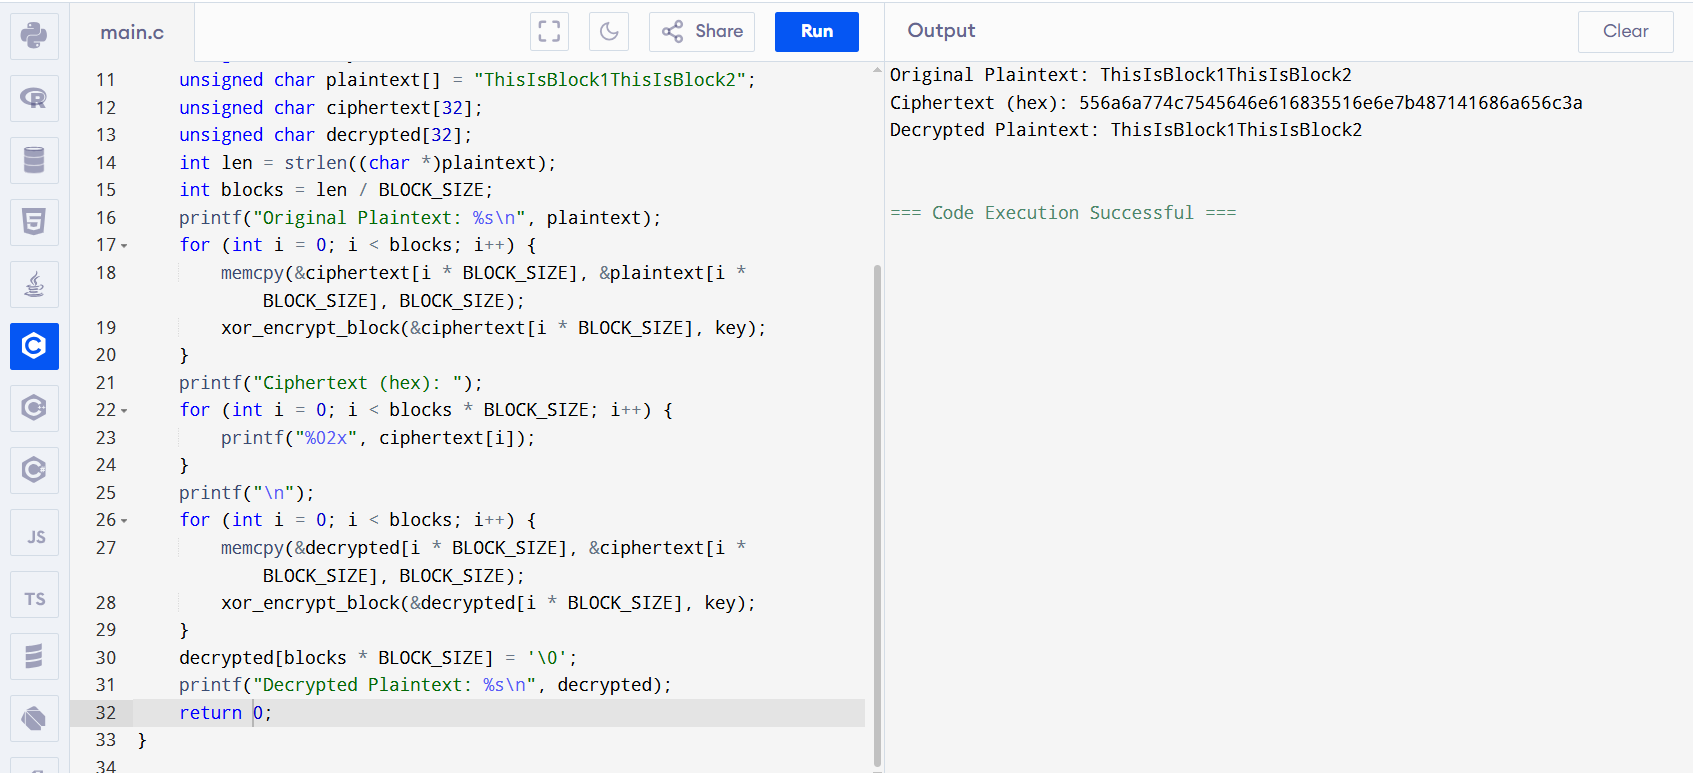 main.c
Share
Run
Output
Clear
11 unsigned char plaintext[] = "ThisIsBlock1ThisIsBlock2";
12 unsigned char ciphertext[32];
13 unsigned char decrypted[32];
14 int len = strlen((char *)plaintext);
15 int blocks = len / BLOCK_SIZE;
16 printf("Original Plaintext: %s\n", plaintext);
17 for (int i = 0; i < blocks; i++) {
18 memcpy(&ciphertext[i * BLOCK_SIZE], &plaintext[i *
BLOCK_SIZE], BLOCK_SIZE);
19 xor_encrypt_block(&ciphertext[i * BLOCK_SIZE], key);
20 }
21 printf("Ciphertext (hex): ");
22 for (int i = 0; i < blocks * BLOCK_SIZE; i++) {
23 printf("%02x", ciphertext[i]);
24 }
25 printf("\n");
26 for (int i = 0; i < blocks; i++) {
27 memcpy(&decrypted[i * BLOCK_SIZE], &ciphertext[i *
BLOCK_SIZE], BLOCK_SIZE);
28 xor_encrypt_block(&decrypted[i * BLOCK_SIZE], key);
29 }
30 decrypted[blocks * BLOCK_SIZE] = '\0';
31 printf("Decrypted Plaintext: %s\n", decrypted);
32 return 0;
33 }
34
Original Plaintext: ThisIsBlock1ThisIsBlock2
Ciphertext (hex): 556a6a774c7545646e616835516e6e7b487141686a656c3a
Decrypted Plaintext: ThisIsBlock1ThisIsBlock2
=== Code Execution Successful ===
R
5
C
C
C
JS
TS